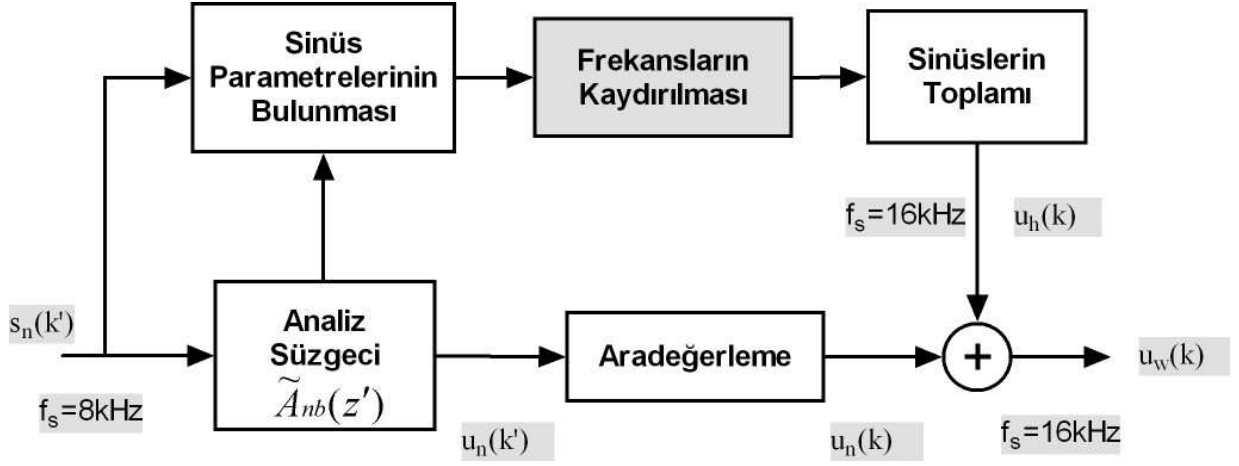 Sinüs
Parametrelerinin
Bulunması
Frekansların
Kaydırılması
Sinüslerin
Toplamı
f_s=16kHz
u_h(k)
s_n(k')
f_s=8kHz
Analiz
Süzgeci
Ã_nb(z')
u_n(k')
Aradeğerleme
u_n(k)
+
u_w(k)
f_s=16kHz